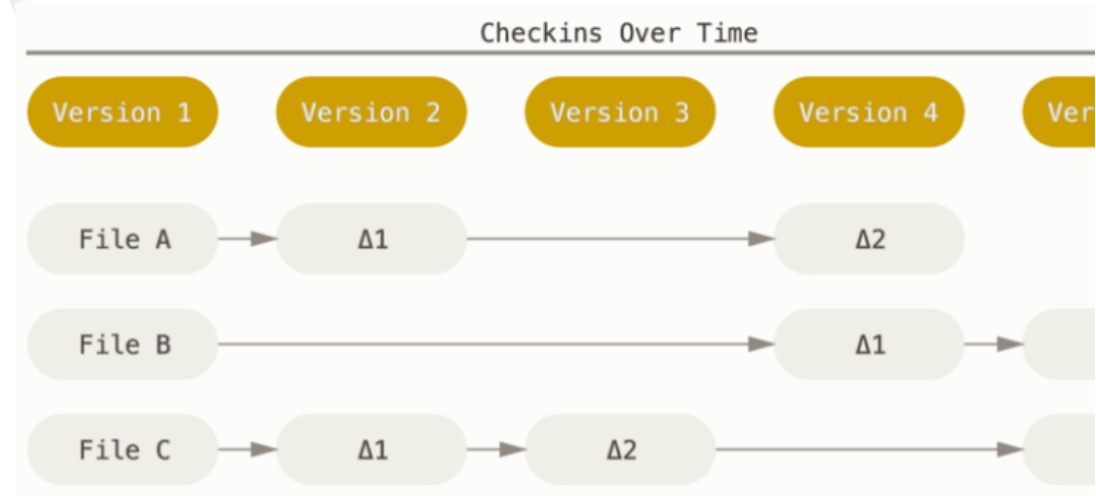 Checkins Over Time
Version 1 Version 2 Version 3 Version 4 Ver
File A Δ1 Δ2
File B Δ1
File C Δ1 Δ2